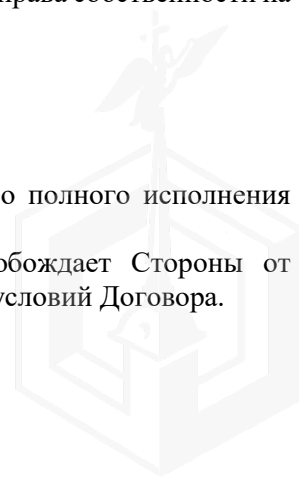 права собственности на
о полного исполнения
обождает Стороны от
условий Договора.